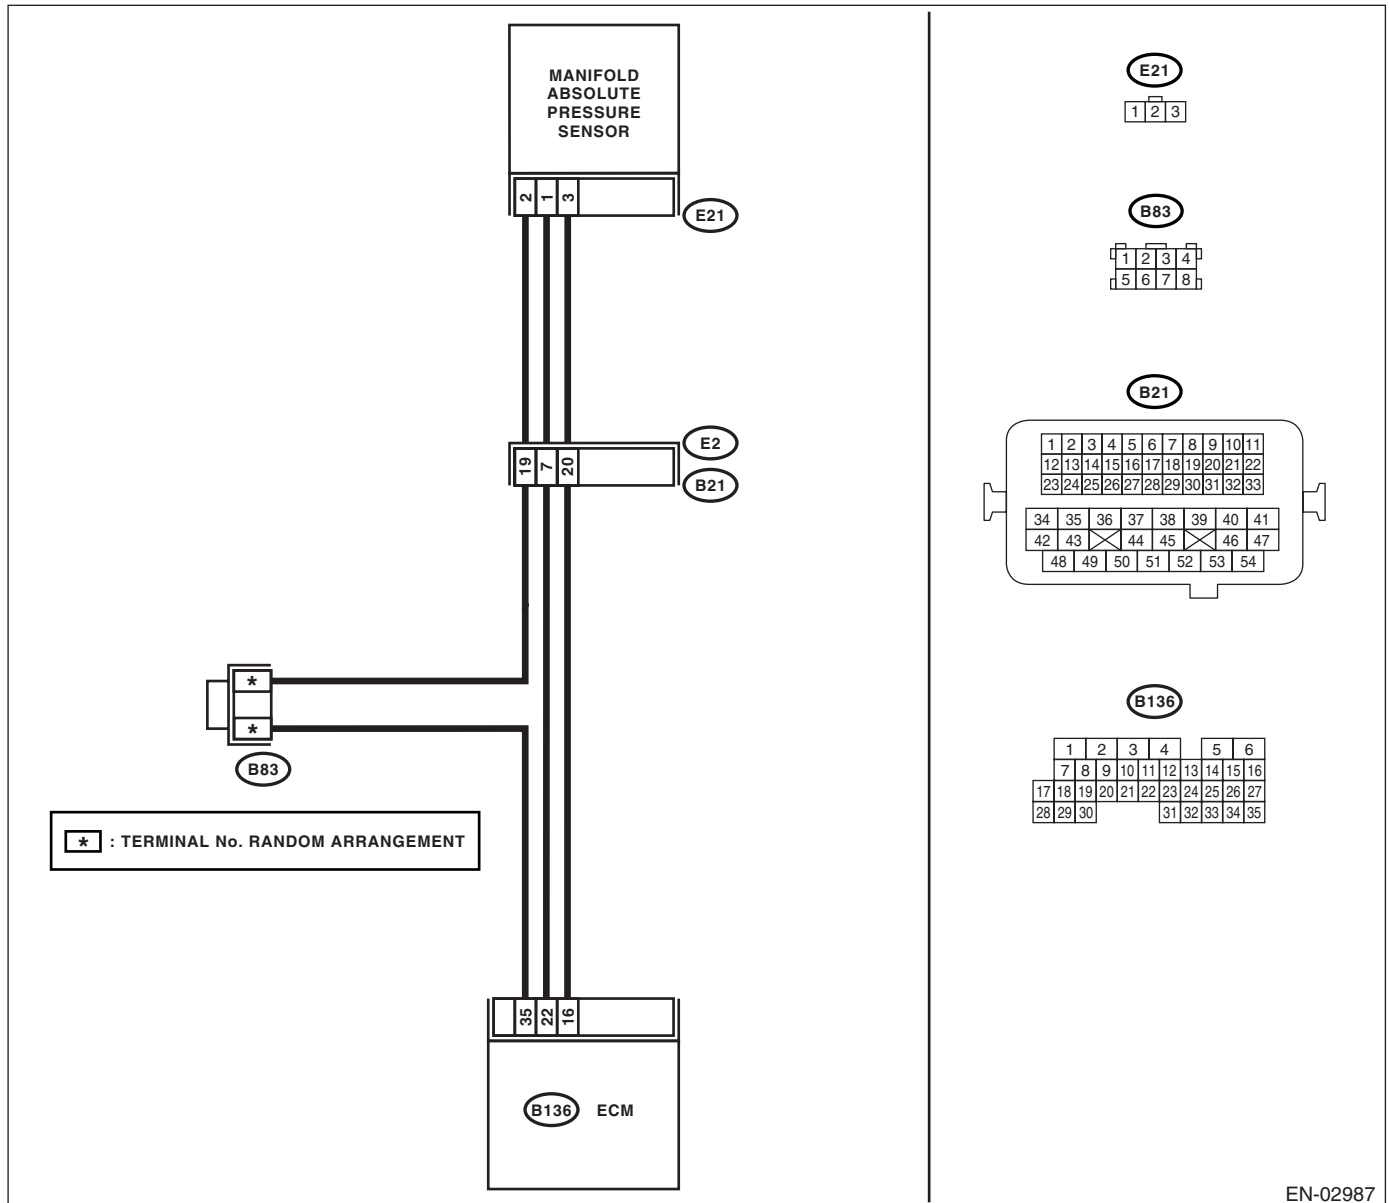 MANIFOLD
ABSOLUTE
PRESSURE
SENSOR
2 1 3
E21
E2
19 7 20
B21
*
*
B83
* : TERMINAL No. RANDOM ARRANGEMENT
35 22 16
B136 ECM
E21
1 2 3
B83
1 2 3 4
5 6 7 8
B21
1 2 3 4 5 6 7 8 9 10 11
12 13 14 15 16 17 18 19 20 21 22
23 24 25 26 27 28 29 30 31 32 33
34 35 36 37 38 39 40 41
42 43 44 45 46 47
48 49 50 51 52 53 54
B136
1 2 3 4 5 6
7 8 9 10 11 12 13 14 15 16
17 18 19 20 21 22 23 24 25 26 27
28 29 30 31 32 33 34 35
EN-02987